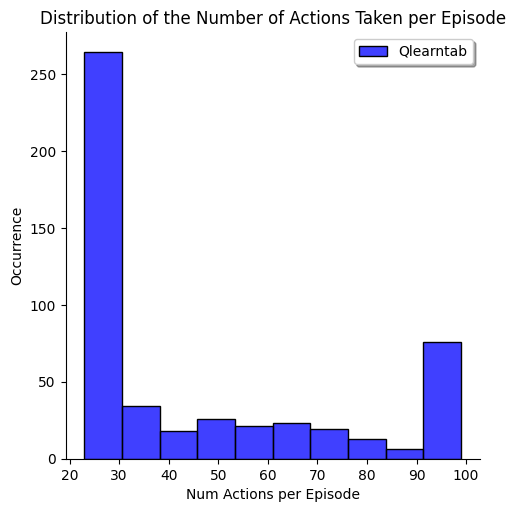 Distribution of the Number of Actions Taken per Episode
Qlearntab
250
200
150
100
50
0
Occurrence
20 30 40 50 60 70 80 90 100
Num Actions per Episode